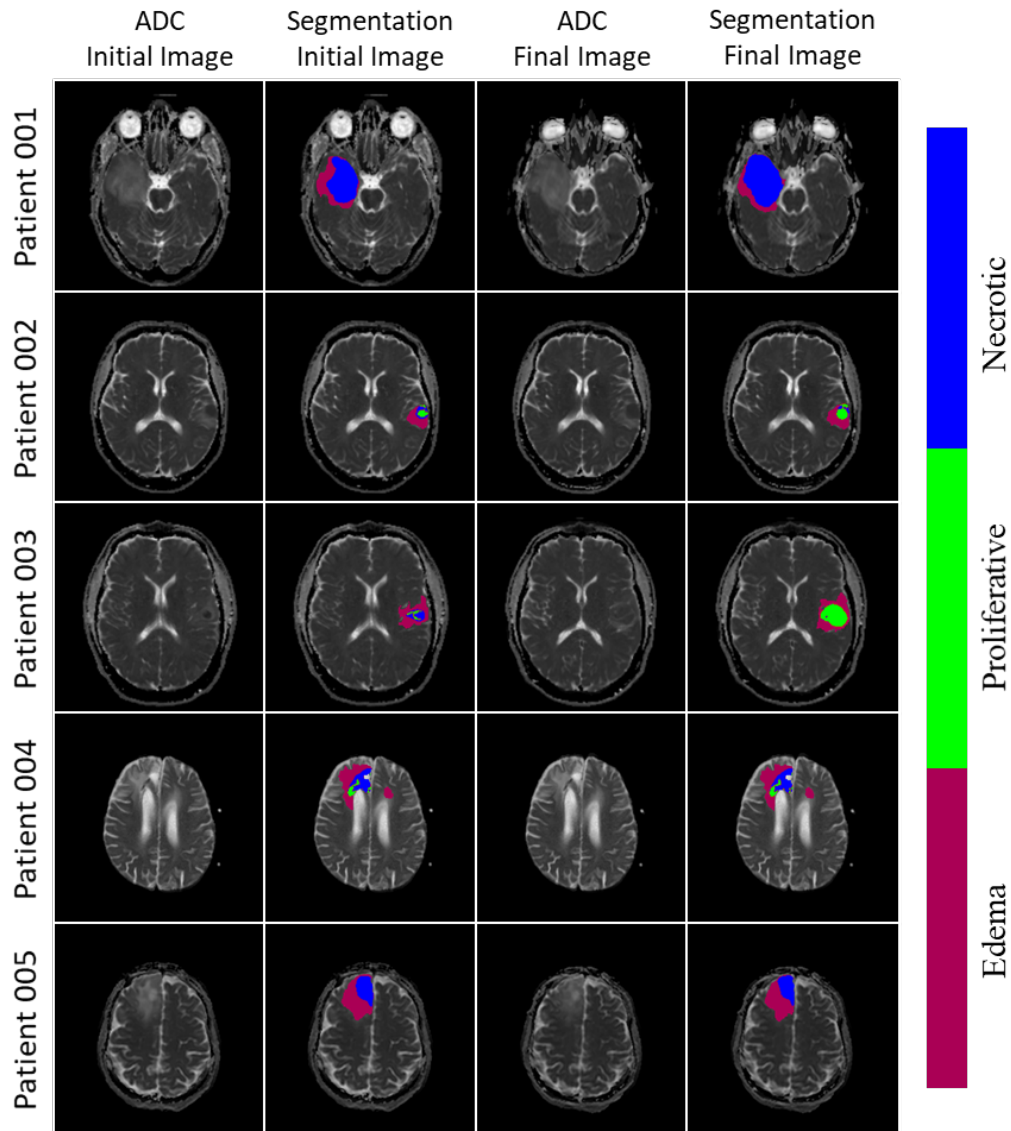 ADC
Initial Image
Segmentation
Initial Image
ADC
Final Image
Segmentation
Final Image
Patient 001
Patient 002
Patient 003
Patient 004
Patient 005
Necrotic
Proliferative
Edema